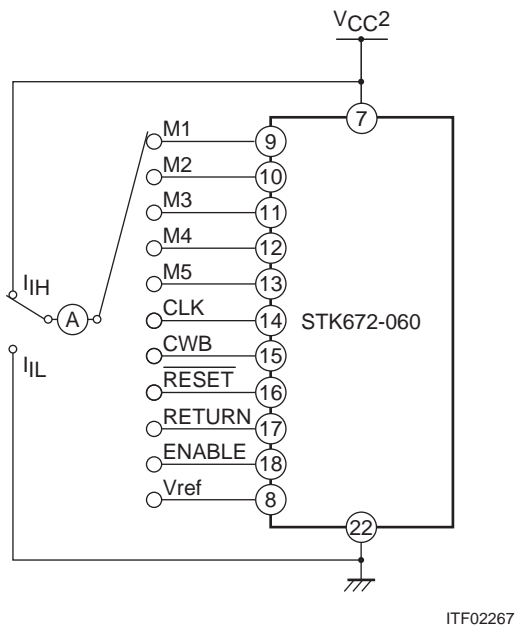 VCC2
7
M1
9
M2
10
M3
11
M4
12
M5
13
IIH
A
CLK
14
STK672-060
IIL
CWB
15
RESET
16
RETURN
17
ENABLE
18
Vref
8
22
ITF02267